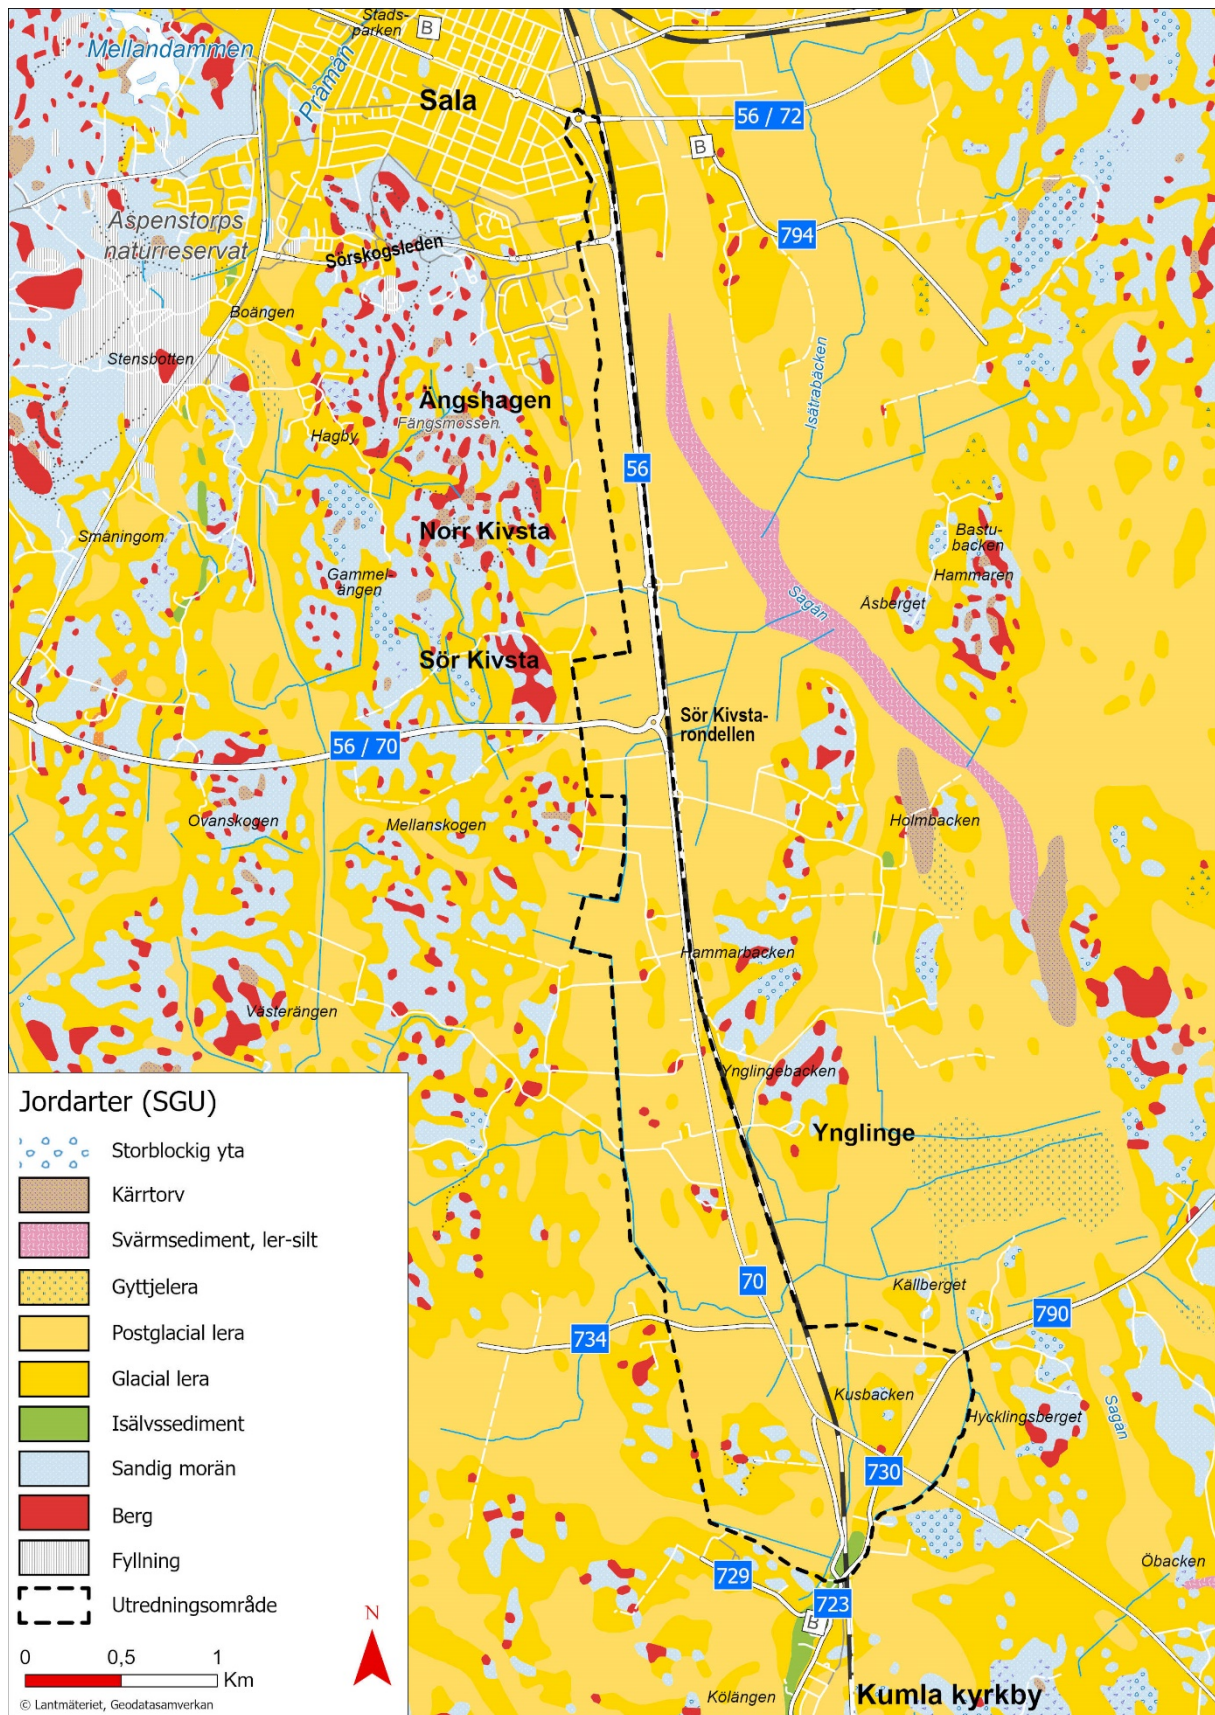 Stads-
parken
B
Mellandammen
Pråmån
Sala
56 / 72
B
Aspenstorps
naturreservat
794
Sörskogsleden
Boängen
Stensbotten
Isätrabäcken
Ängshagen
Fängsmossen
Hagby
56
Småningom
Norr Kivsta
Bastu-
backen
Gammel-
ängen
Hammaren
Sagån
Åsberget
Sör Kivsta
Sör Kivsta-
rondellen
56 / 70
Ovanskogen
Mellanskogen
Holmbacken
Hammarbacken
Västerängen
Ynglingebacken
Ynglinge
70
Källberget
790
734
Kusbacken
Hycklingsberget
Sagån
730
Öbacken
729
723
B
Kölängen
Kumla kyrkby
Jordarter (SGU)
Storblockig yta
Kärrtorv
Svärmsediment, ler-silt
Gyttjelera
Postglacial lera
Glacial lera
Isälvssediment
Sandig morän
Berg
Fyllning
Utredningsområde
N
0 0,5 1
Km
© Lantmäteriet, Geodatasamverkan